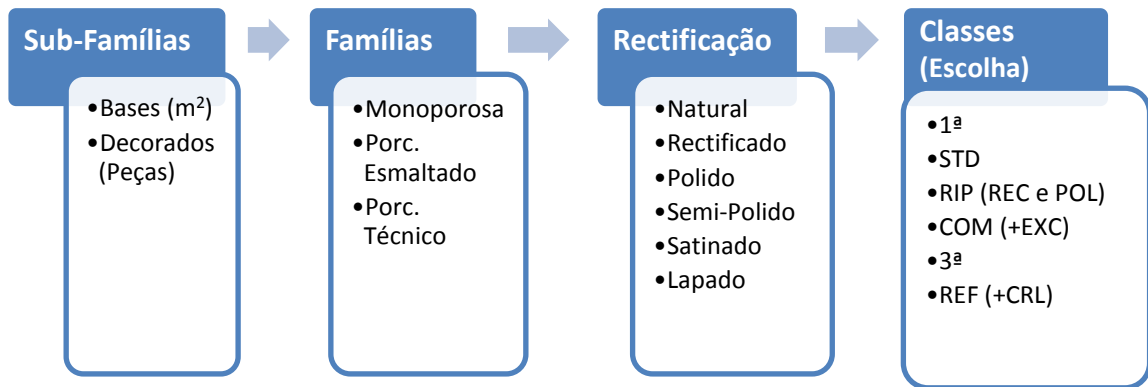 Sub-Famílias
•Bases (m²)
•Decorados
(Peças)
Famílias
•Monoporosa
•Porc.
Esmaltado
•Porc.
Técnico
Rectificação
•Natural
•Rectificado
•Polido
•Semi-Polido
•Satinado
•Lapado
Classes
(Escolha)
•1ª
•STD
•RIP (REC e POL)
•COM (+EXC)
•3ª
•REF (+CRL)